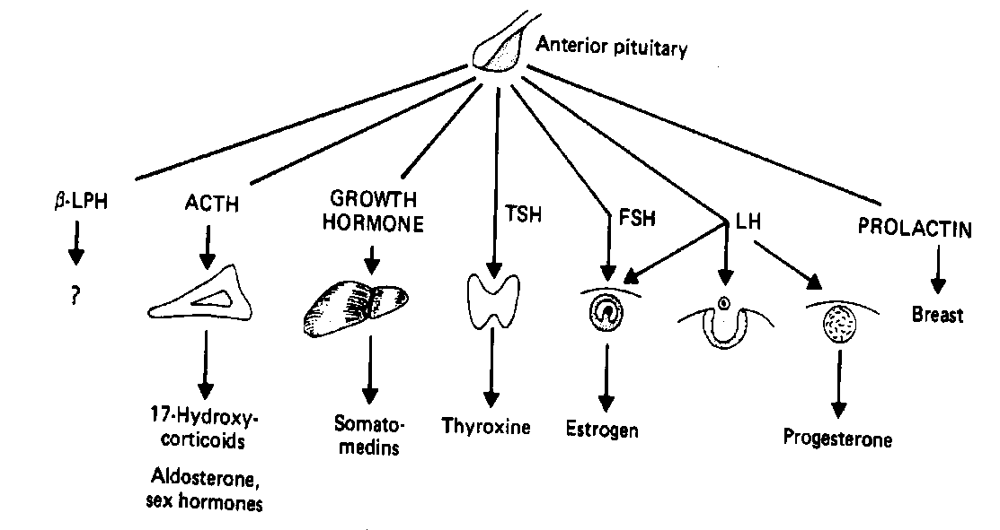 Anterior pituitary
β-LPH
ACTH
GROWTH
HORMONE
TSH
FSH
LH
PROLACTIN
?
Breast
17-Hydroxy-
corticoids
Aldosterone,
sex hormones
Somato-
medins
Thyroxine
Estrogen
Progesterone